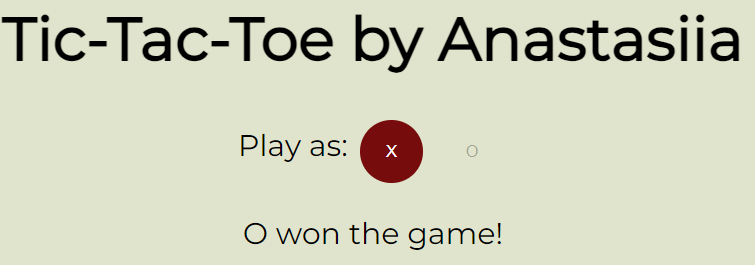 Tic-Tac-Toe by Anastasiia
Play as: x o
O won the game!